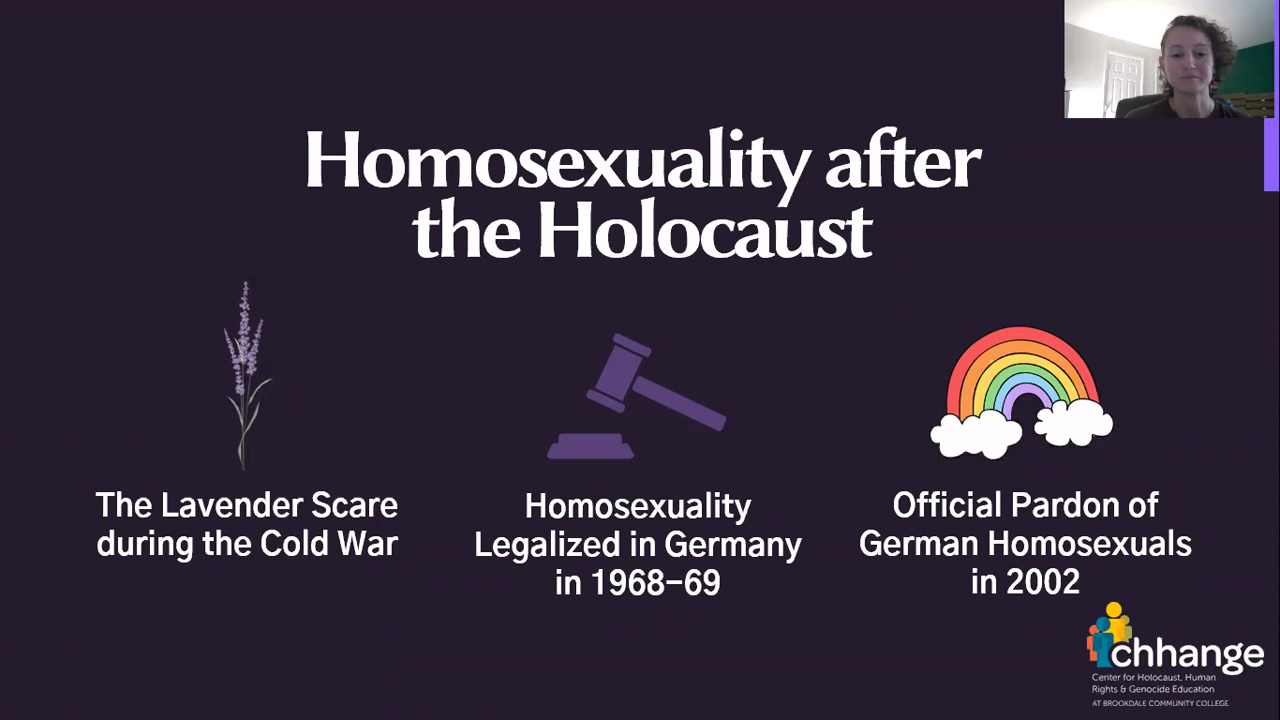 Homosexuality after
the Holocaust
The Lavender Scare
during the Cold War
Homosexuality
Legalized in Germany
in 1968-69
Official Pardon of
German Homosexuals
in 2002
chhange
Center for Holocaust, Human
Rights & Genocide Education
AT BROOKDALE COMMUNITY COLLEGE